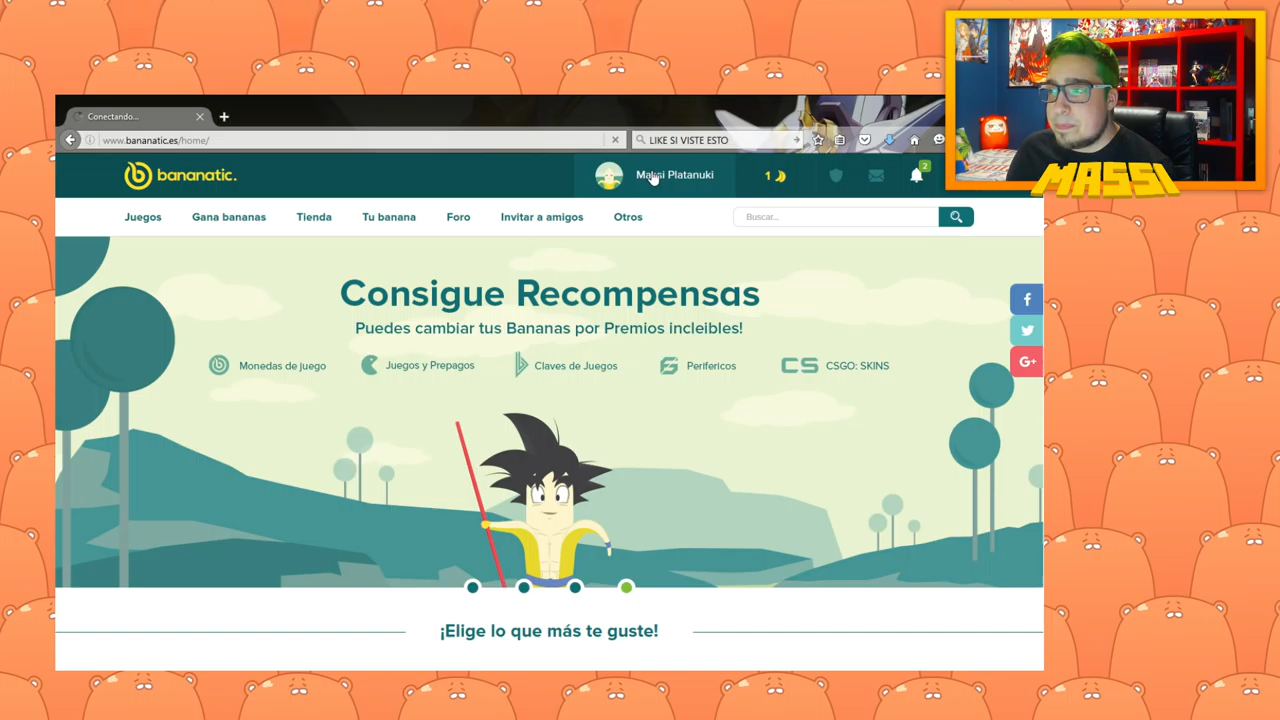 Conectando...
www.bananatic.es/home/
LIKE SI VISTE ESTO
bananatic.
Massi Platanuki
1
2
Juegos
Gana bananas
Tienda
Tu banana
Foro
Invitar a amigos
Otros
Buscar...
Consigue Recompensas
Puedes cambiar tus Bananas por Premios incleibles!
Monedas de juego
Juegos y Prepagos
Claves de Juegos
Perifericos
CS
CSGO: SKINS
f
G+
¡Elige lo que más te guste!
MASSI